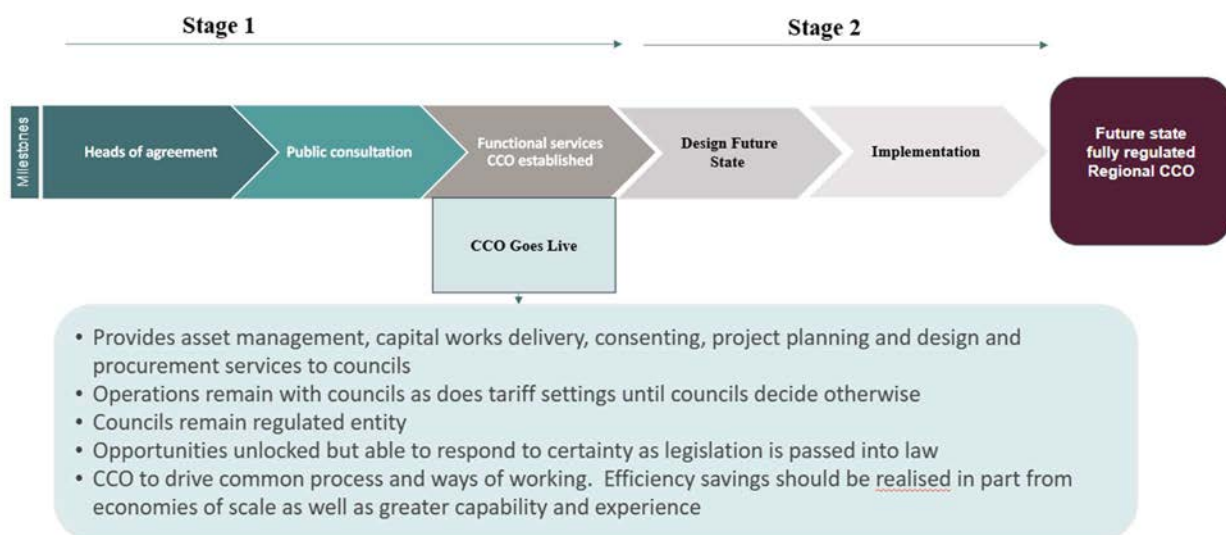 Stage 1
Stage 2
Milestones
Heads of agreement
Public consultation
Functional services
CCO established
Design Future
State
Implementation
Future state
fully regulated
Regional CCO
CCO Goes Live
• Provides asset management, capital works delivery, consenting, project planning and design and
procurement services to councils
• Operations remain with councils as does tariff settings until councils decide otherwise
• Councils remain regulated entity
• Opportunities unlocked but able to respond to certainty as legislation is passed into law
• CCO to drive common process and ways of working.  Efficiency savings should be realised in part from
economies of scale as well as greater capability and experience